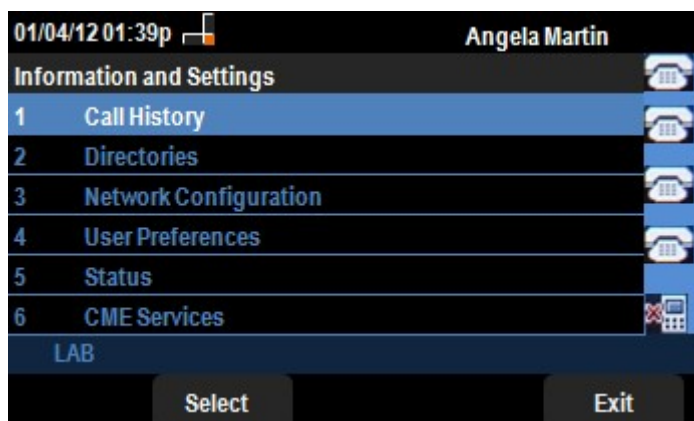 01/04/12 01:39p Angela Martin
Information and Settings
1 Call History
2 Directories
3 Network Configuration
4 User Preferences
5 Status
6 CME Services
LAB
Select Exit